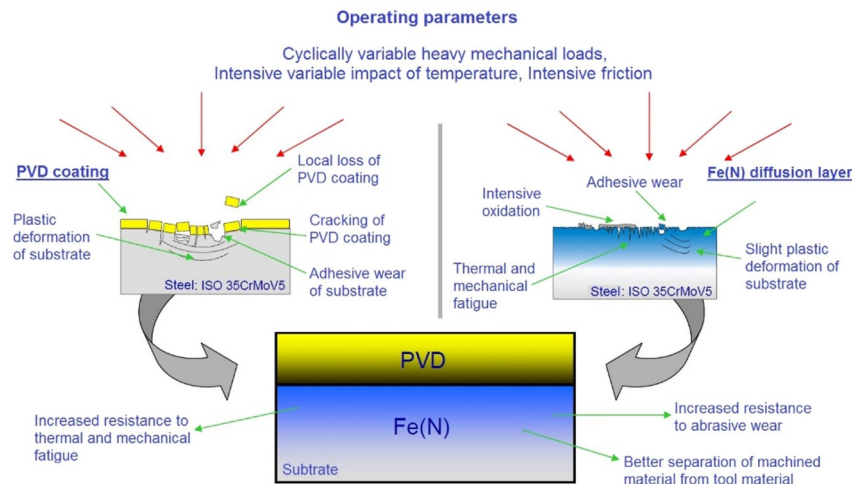 Operating parameters
Cyclically variable heavy mechanical loads,
Intensive variable impact of temperature, Intensive friction
PVD coating
Local loss of
PVD coating
Plastic
deformation
of substrate
Cracking of
PVD coating
Adhesive wear
of substrate
Steel: ISO 35CrMoV5
Fe(N) diffusion layer
Adhesive wear
Intensive
oxidation
Thermal and
mechanical
fatigue
Slight plastic
deformation of
substrate
Steel: ISO 35CrMoV5
PVD
Fe(N)
Subtrate
Increased resistance to
thermal and mechanical
fatigue
Increased resistance
to abrasive wear
Better separation of machined
material from tool material